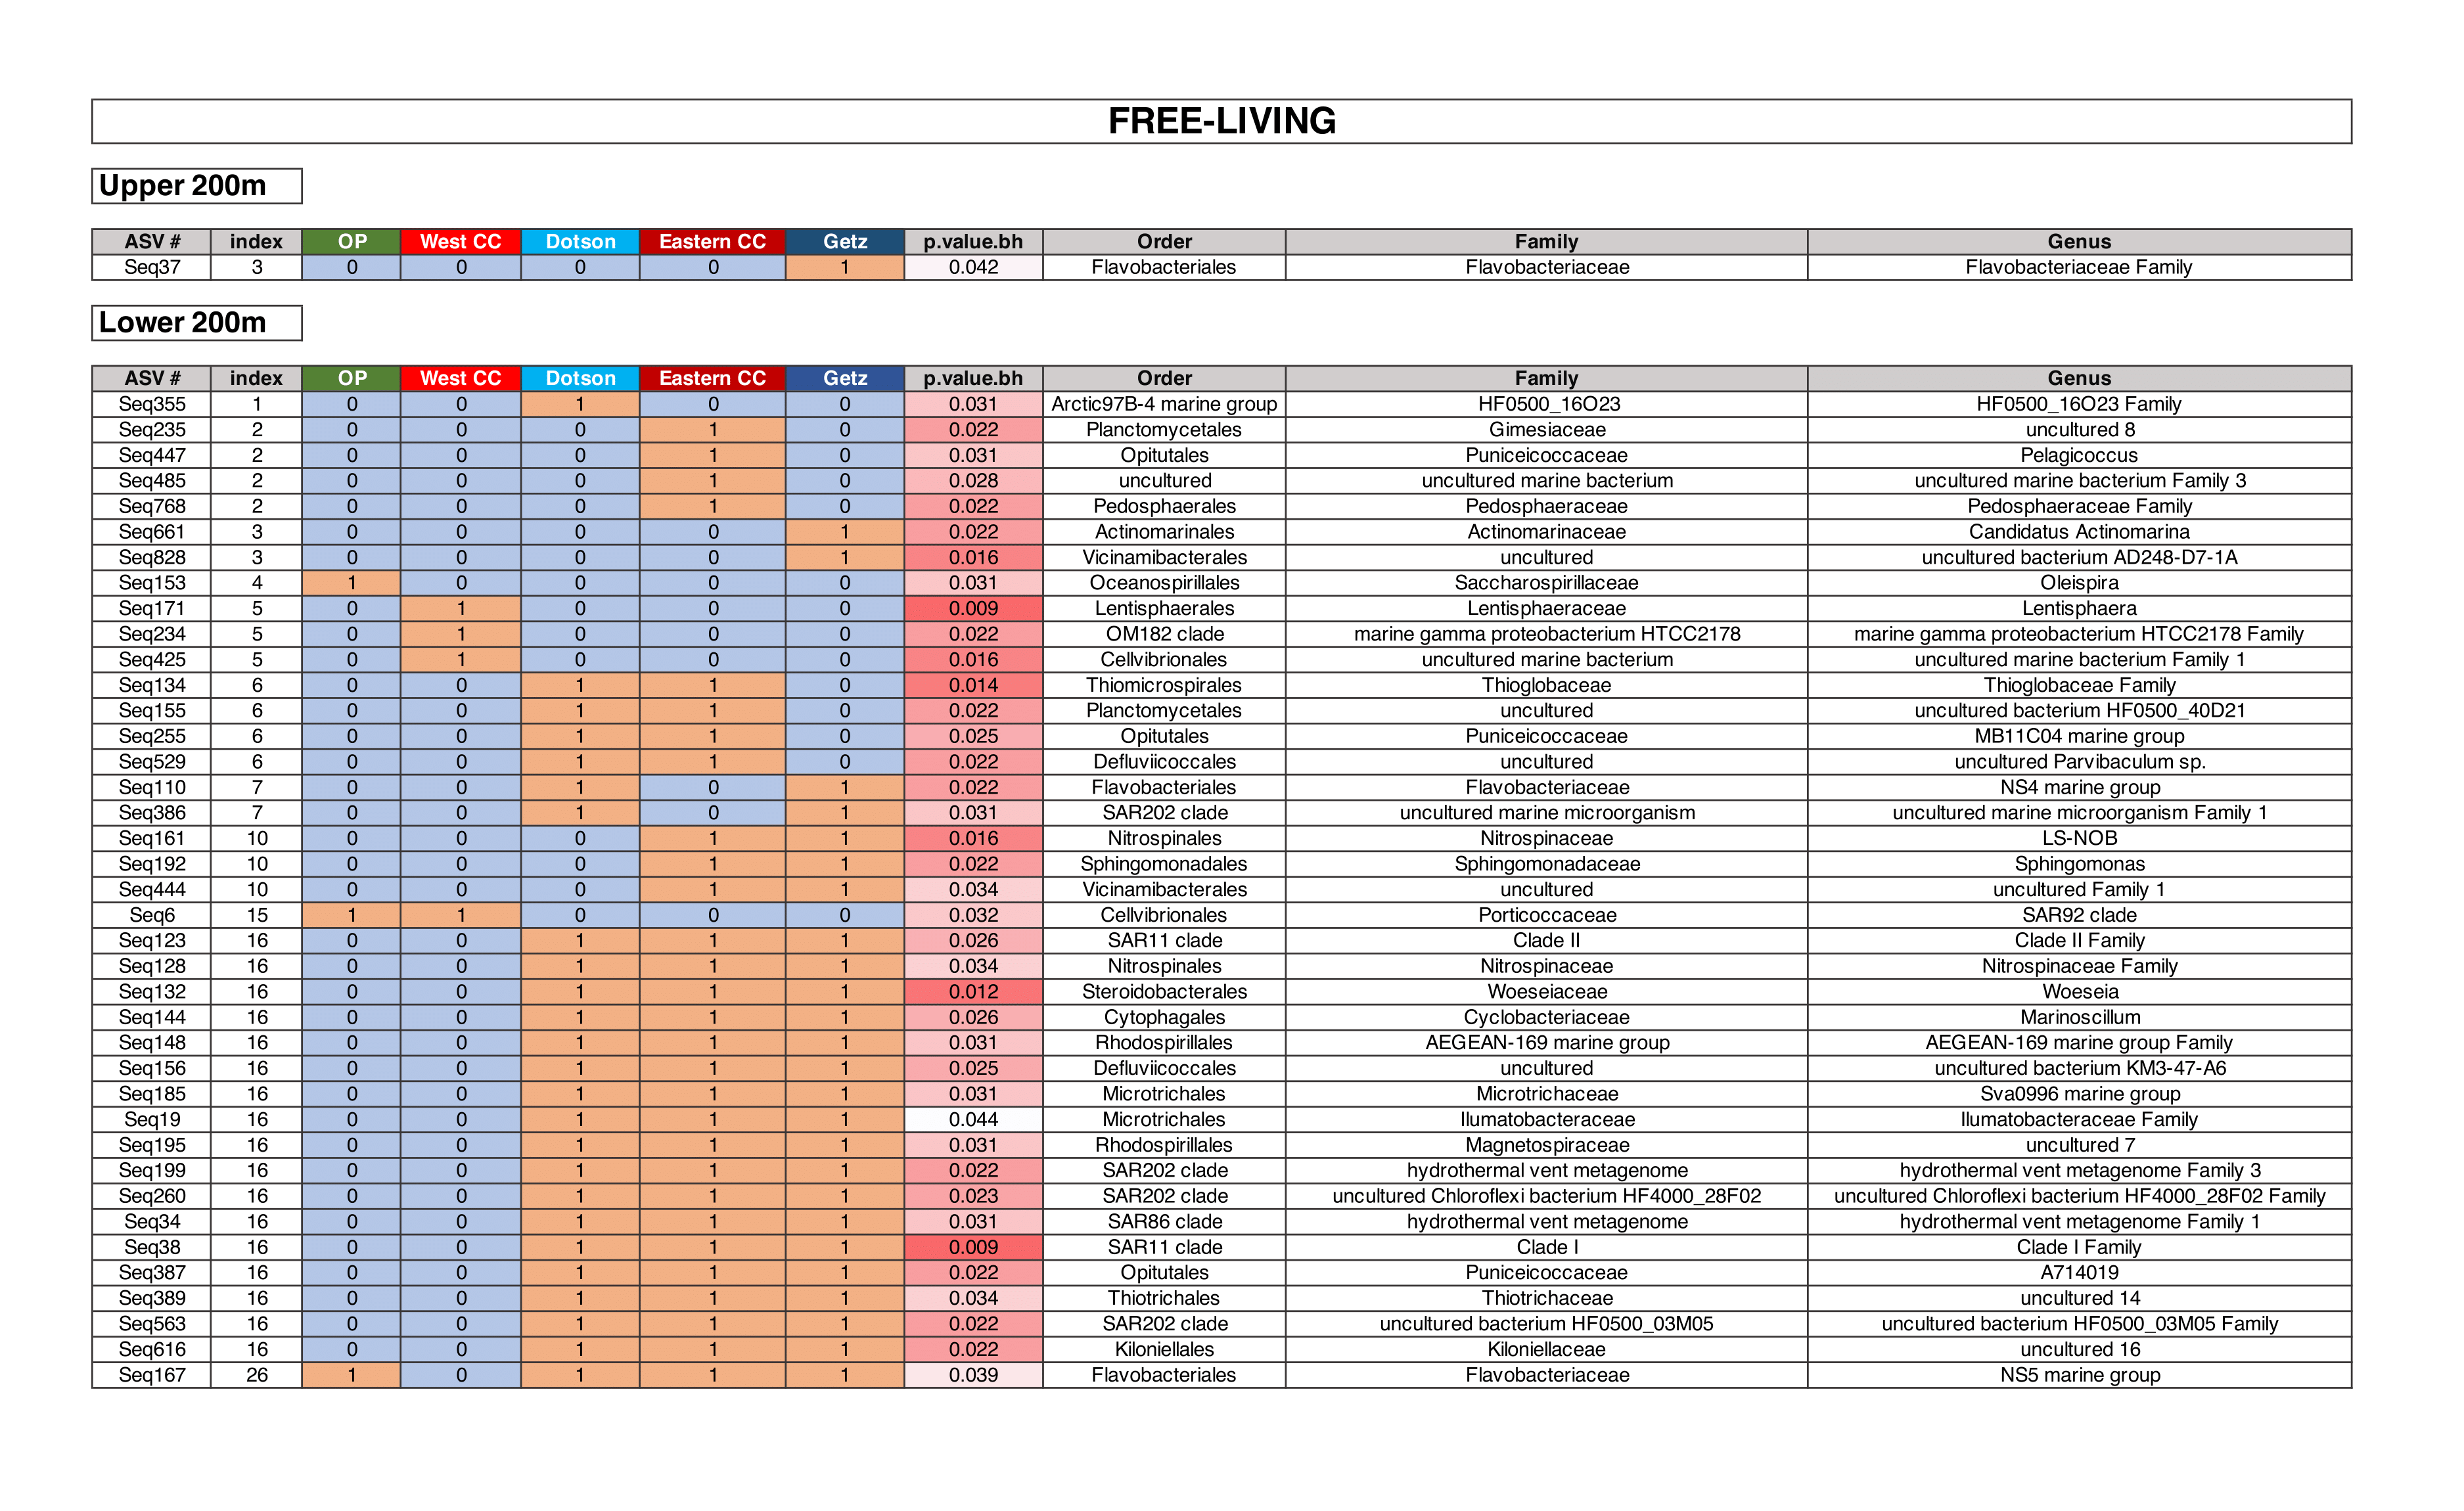 FREE-LIVING
Upper 200m
ASV # index OP West CC Dotson Eastern CC Getz p.value.bh Order Family Genus
Seq37 3 0 0 0 0 1 0.042 Flavobacteriales Flavobacteriaceae Flavobacteriaceae Family
Lower 200m
ASV # index OP West CC Dotson Eastern CC Getz p.value.bh Order Family Genus
Seq355 1 0 0 1 0 0 0.031 Arctic97B-4 marine group HF0500_16O23 HF0500_16O23 Family
Seq235 2 0 0 0 1 0 0.022 Planctomycetales Gimesiaceae uncultured 8
Seq447 2 0 0 0 1 0 0.031 Opitutales Puniceicoccaceae Pelagicoccus
Seq485 2 0 0 0 1 0 0.028 uncultured uncultured marine bacterium uncultured marine bacterium Family 3
Seq768 2 0 0 0 1 0 0.022 Pedosphaerales Pedosphaeraceae Pedosphaeraceae Family
Seq661 3 0 0 0 0 1 0.022 Actinomarinales Actinomarinaceae Candidatus Actinomarina
Seq828 3 0 0 0 0 1 0.016 Vicinamibacterales uncultured uncultured bacterium AD248-D7-1A
Seq153 4 1 0 0 0 0 0.031 Oceanospirillales Saccharospirillaceae Oleispira
Seq171 5 0 1 0 0 0 0.009 Lentisphaerales Lentisphaeraceae Lentisphaera
Seq234 5 0 1 0 0 0 0.022 OM182 clade marine gamma proteobacterium HTCC2178 marine gamma proteobacterium HTCC2178 Family
Seq425 5 0 1 0 0 0 0.016 Cellvibrionales uncultured marine bacterium uncultured marine bacterium Family 1
Seq134 6 0 0 1 1 0 0.014 Thiomicrospirales Thioglobaceae Thioglobaceae Family
Seq155 6 0 0 1 1 0 0.022 Planctomycetales uncultured uncultured bacterium HF0500_40D21
Seq255 6 0 0 1 1 0 0.025 Opitutales Puniceicoccaceae MB11C04 marine group
Seq529 6 0 0 1 1 0 0.022 Defluviicoccales uncultured uncultured Parvibaculum sp.
Seq110 7 0 0 1 0 1 0.022 Flavobacteriales Flavobacteriaceae NS4 marine group
Seq386 7 0 0 1 0 1 0.031 SAR202 clade uncultured marine microorganism uncultured marine microorganism Family 1
Seq161 10 0 0 0 1 1 0.016 Nitrospinales Nitrospinaceae LS-NOB
Seq192 10 0 0 0 1 1 0.022 Sphingomonadales Sphingomonadaceae Sphingomonas
Seq444 10 0 0 0 1 1 0.034 Vicinamibacterales uncultured uncultured Family 1
Seq6 15 1 1 0 0 0 0.032 Cellvibrionales Porticoccaceae SAR92 clade
Seq123 16 0 0 1 1 1 0.026 SAR11 clade Clade II Clade II Family
Seq128 16 0 0 1 1 1 0.034 Nitrospinales Nitrospinaceae Nitrospinaceae Family
Seq132 16 0 0 1 1 1 0.012 Steroidobacterales Woeseiaceae Woeseia
Seq144 16 0 0 1 1 1 0.026 Cytophagales Cyclobacteriaceae Marinoscillum
Seq148 16 0 0 1 1 1 0.031 Rhodospirillales AEGEAN-169 marine group AEGEAN-169 marine group Family
Seq156 16 0 0 1 1 1 0.025 Defluviicoccales uncultured uncultured bacterium KM3-47-A6
Seq185 16 0 0 1 1 1 0.031 Microtrichales Microtrichaceae Sva0996 marine group
Seq19 16 0 0 1 1 1 0.044 Microtrichales Ilumatobacteraceae Ilumatobacteraceae Family
Seq195 16 0 0 1 1 1 0.031 Rhodospirillales Magnetospiraceae uncultured 7
Seq199 16 0 0 1 1 1 0.022 SAR202 clade hydrothermal vent metagenome hydrothermal vent metagenome Family 3
Seq260 16 0 0 1 1 1 0.023 SAR202 clade uncultured Chloroflexi bacterium HF4000_28F02 uncultured Chloroflexi bacterium HF4000_28F02 Family
Seq34 16 0 0 1 1 1 0.031 SAR86 clade hydrothermal vent metagenome hydrothermal vent metagenome Family 1
Seq38 16 0 0 1 1 1 0.009 SAR11 clade Clade I Clade I Family
Seq387 16 0 0 1 1 1 0.022 Opitutales Puniceicoccaceae A714019
Seq389 16 0 0 1 1 1 0.034 Thiotrichales Thiotrichaceae uncultured 14
Seq563 16 0 0 1 1 1 0.022 SAR202 clade uncultured bacterium HF0500_03M05 uncultured bacterium HF0500_03M05 Family
Seq616 16 0 0 1 1 1 0.022 Kiloniellales Kiloniellaceae uncultured 16
Seq167 26 1 0 1 1 1 0.039 Flavobacteriales Flavobacteriaceae NS5 marine group